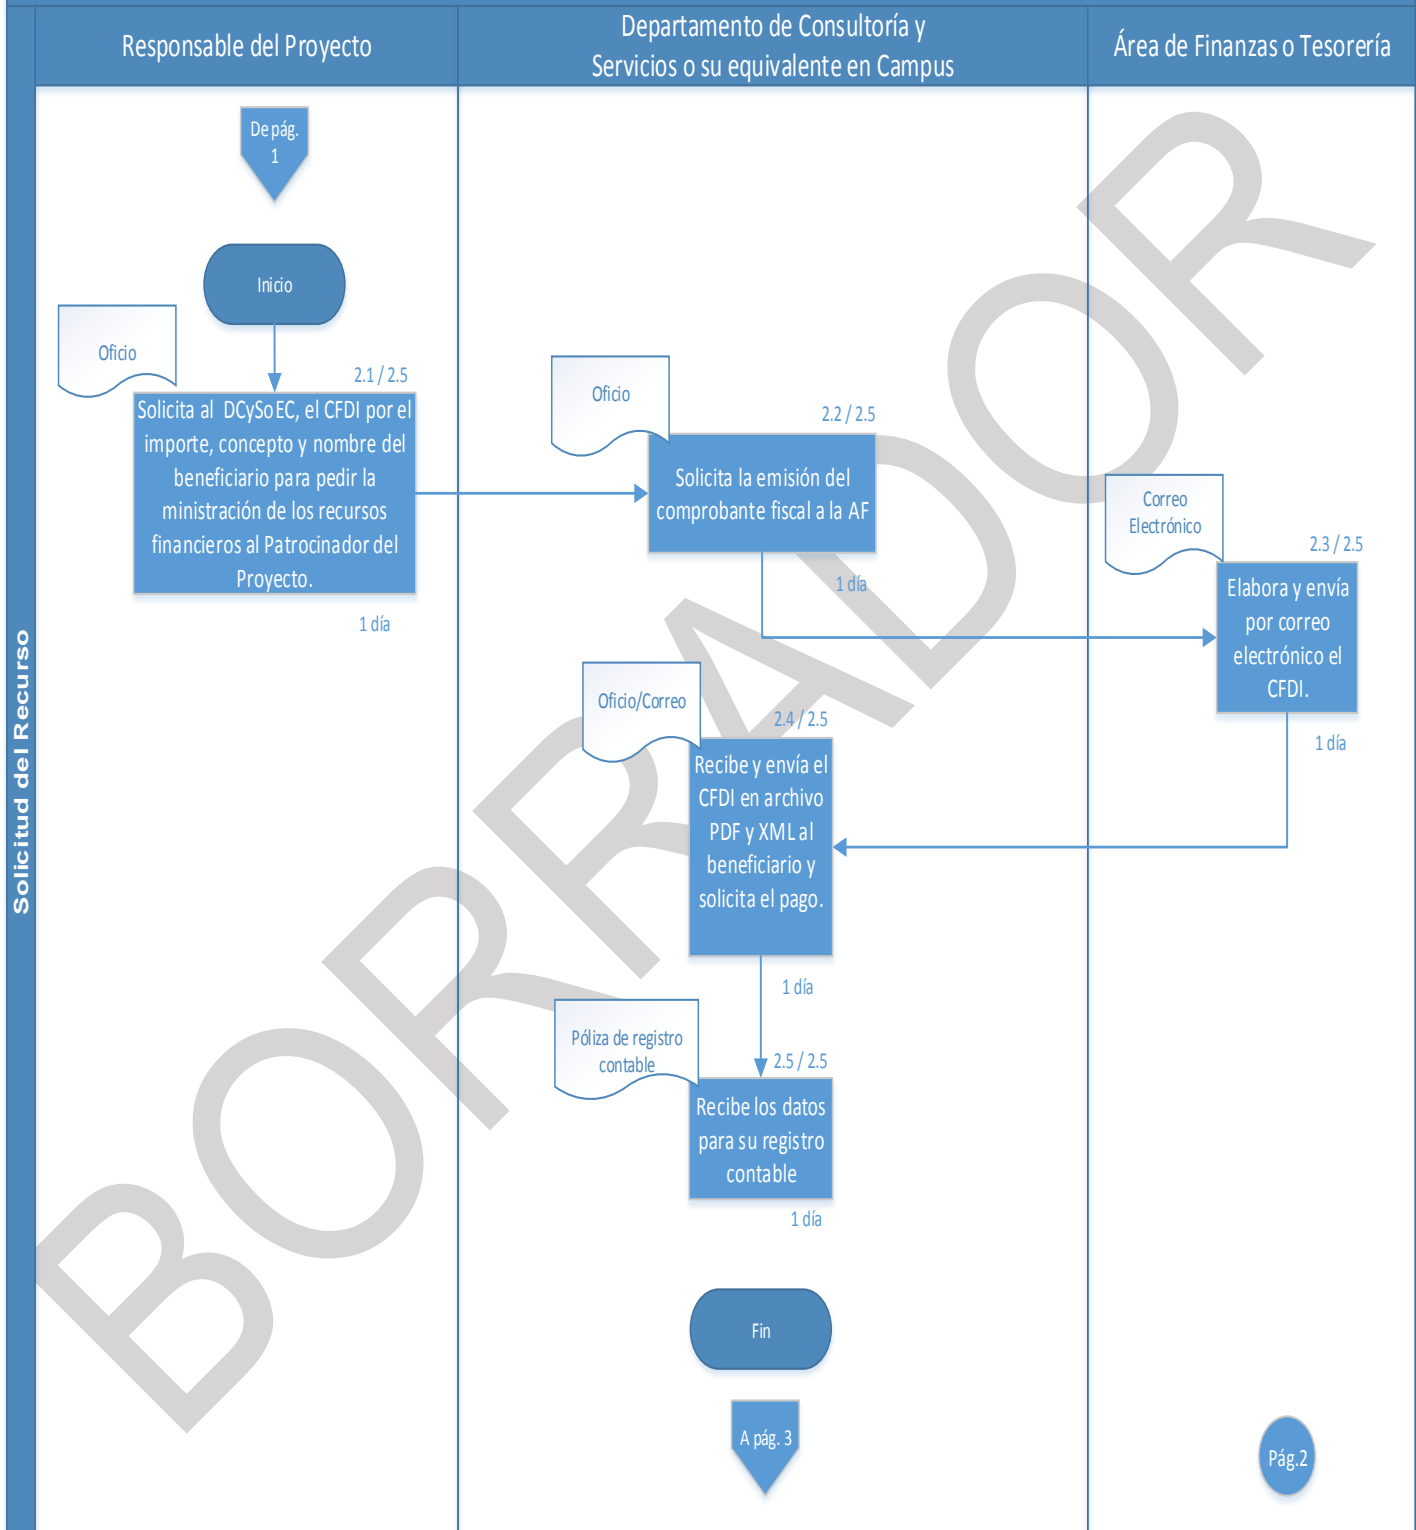 Responsable del Proyecto
Departamento de Consultoría y
Servicios o su equivalente en Campus
Área de Finanzas o Tesorería
Solicitud del Recurso
De pág.
1
Inicio
Oficio
2.1 / 2.5
Solicita al DCySoEC, el CFDI por el
importe, concepto y nombre del
beneficiario para pedir la
ministración de los recursos
financieros al Patrocinador del
Proyecto.
1 día
Oficio
2.2 / 2.5
Solicita la emisión del
comprobante fiscal a la AF
1 día
Correo
Electrónico
2.3 / 2.5
Elabora y envía
por correo
electrónico el
CFDI.
1 día
Oficio/Correo
2.4 / 2.5
Recibe y envía el
CFDI en archivo
PDF y XML al
beneficiario y
solicita el pago.
1 día
Póliza de registro
contable
2.5 / 2.5
Recibe los datos
para su registro
contable
1 día
Fin
A pág. 3
Pág.2
BORRADOR